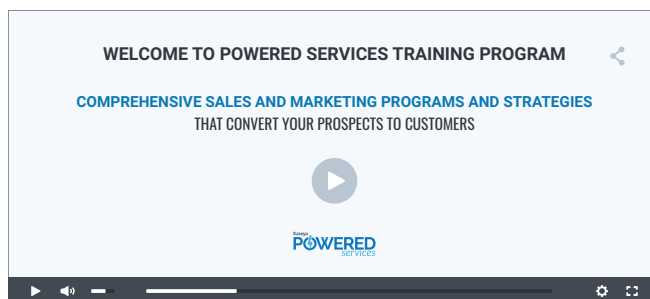 WELCOME TO POWERED SERVICES TRAINING PROGRAM
COMPREHENSIVE SALES AND MARKETING PROGRAMS AND STRATEGIES
THAT CONVERT YOUR PROSPECTS TO CUSTOMERS
Kaseya
POWERED
services